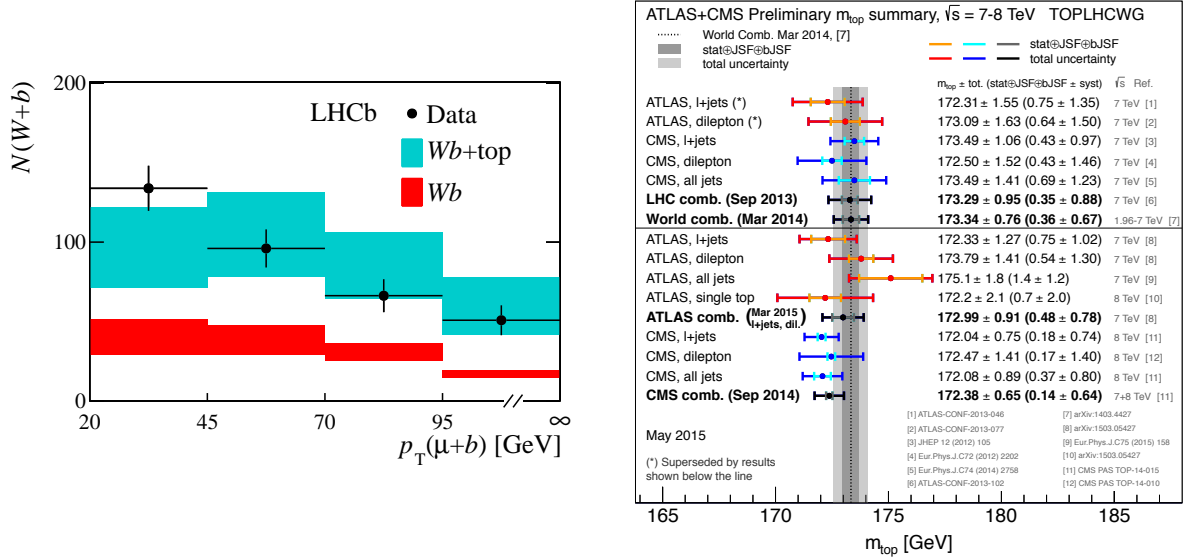 LHCb
Data
Wb+top
Wb
N(W+b)
200
100
0
20 45 70 95 // ∞
p_T(μ+b) [GeV]
ATLAS+CMS Preliminary m_top summary, √s = 7-8 TeV TOPLHCWG
World Comb. Mar 2014, [7]
stat⊕JSF⊕bJSF
total uncertainty
stat⊕JSF⊕bJSF
total uncertainty
m_top ± tot. (stat⊕JSF⊕bJSF ± syst) √s Ref.
ATLAS, l+jets (*) 172.31 ± 1.55 (0.75 ± 1.35) 7 TeV [1]
ATLAS, dilepton (*) 173.09 ± 1.63 (0.64 ± 1.50) 7 TeV [2]
CMS, l+jets 173.49 ± 1.06 (0.43 ± 0.97) 7 TeV [3]
CMS, dilepton 172.50 ± 1.52 (0.43 ± 1.46) 7 TeV [4]
CMS, all jets 173.49 ± 1.41 (0.69 ± 1.23) 7 TeV [5]
LHC comb. (Sep 2013) 173.29 ± 0.95 (0.35 ± 0.88) 7 TeV [6]
World comb. (Mar 2014) 173.34 ± 0.76 (0.36 ± 0.67) 1.96-7 TeV [7]
ATLAS, l+jets 172.33 ± 1.27 (0.75 ± 1.02) 7 TeV [8]
ATLAS, dilepton 173.79 ± 1.41 (0.54 ± 1.30) 7 TeV [8]
ATLAS, all jets 175.1 ± 1.8 (1.4 ± 1.2) 7 TeV [9]
ATLAS, single top 172.2 ± 2.1 (0.7 ± 2.0) 8 TeV [10]
ATLAS comb. (Mar 2015 l+jets, dil.) 172.99 ± 0.91 (0.48 ± 0.78) 7 TeV [8]
CMS, l+jets 172.04 ± 0.75 (0.18 ± 0.74) 8 TeV [11]
CMS, dilepton 172.47 ± 1.41 (0.17 ± 1.40) 8 TeV [12]
CMS, all jets 172.08 ± 0.89 (0.37 ± 0.80) 8 TeV [11]
CMS comb. (Sep 2014) 172.38 ± 0.65 (0.14 ± 0.64) 7+8 TeV [11]
May 2015
(*) Superseded by results
shown below the line
[1] ATLAS-CONF-2013-046
[2] ATLAS-CONF-2013-077
[3] JHEP 12 (2012) 105
[4] Eur.Phys.J.C72 (2012) 2202
[5] Eur.Phys.J.C74 (2014) 2758
[6] ATLAS-CONF-2013-102
[7] arXiv:1403.4427
[8] arXiv:1503.05427
[9] Eur.Phys.J.C75 (2015) 158
[10] arXiv:1503.05427
[11] CMS PAS TOP-14-015
[12] CMS PAS TOP-14-010
165 170 175 180 185
m_top [GeV]